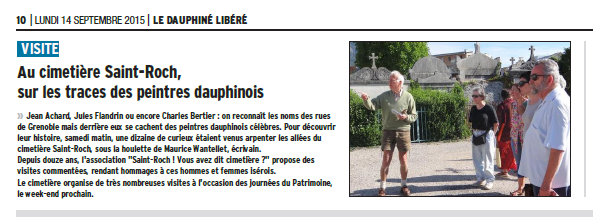 10 | LUNDI 14 SEPTEMBRE 2015 | LE DAUPHINÉ LIBÉRÉ
VISITE
Au cimetière Saint-Roch,
sur les traces des peintres dauphinois
» Jean Achard, Jules Flandrin ou encore Charles Bertier : on reconnaît les noms des rues
de Grenoble mais derrière eux se cachent des peintres dauphinois célèbres. Pour découvrir
leur histoire, samedi matin, une dizaine de curieux étaient venus arpenter les allées du
cimetière Saint-Roch, sous la houlette de Maurice Wantellet, écrivain.
Depuis douze ans, l'association "Saint-Roch ! Vous avez dit cimetière ?" propose des
visites commentées, rendant hommages à ces hommes et femmes isérois.
Le cimetière organise de très nombreuses visites à l'occasion des journées du Patrimoine,
le week-end prochain.